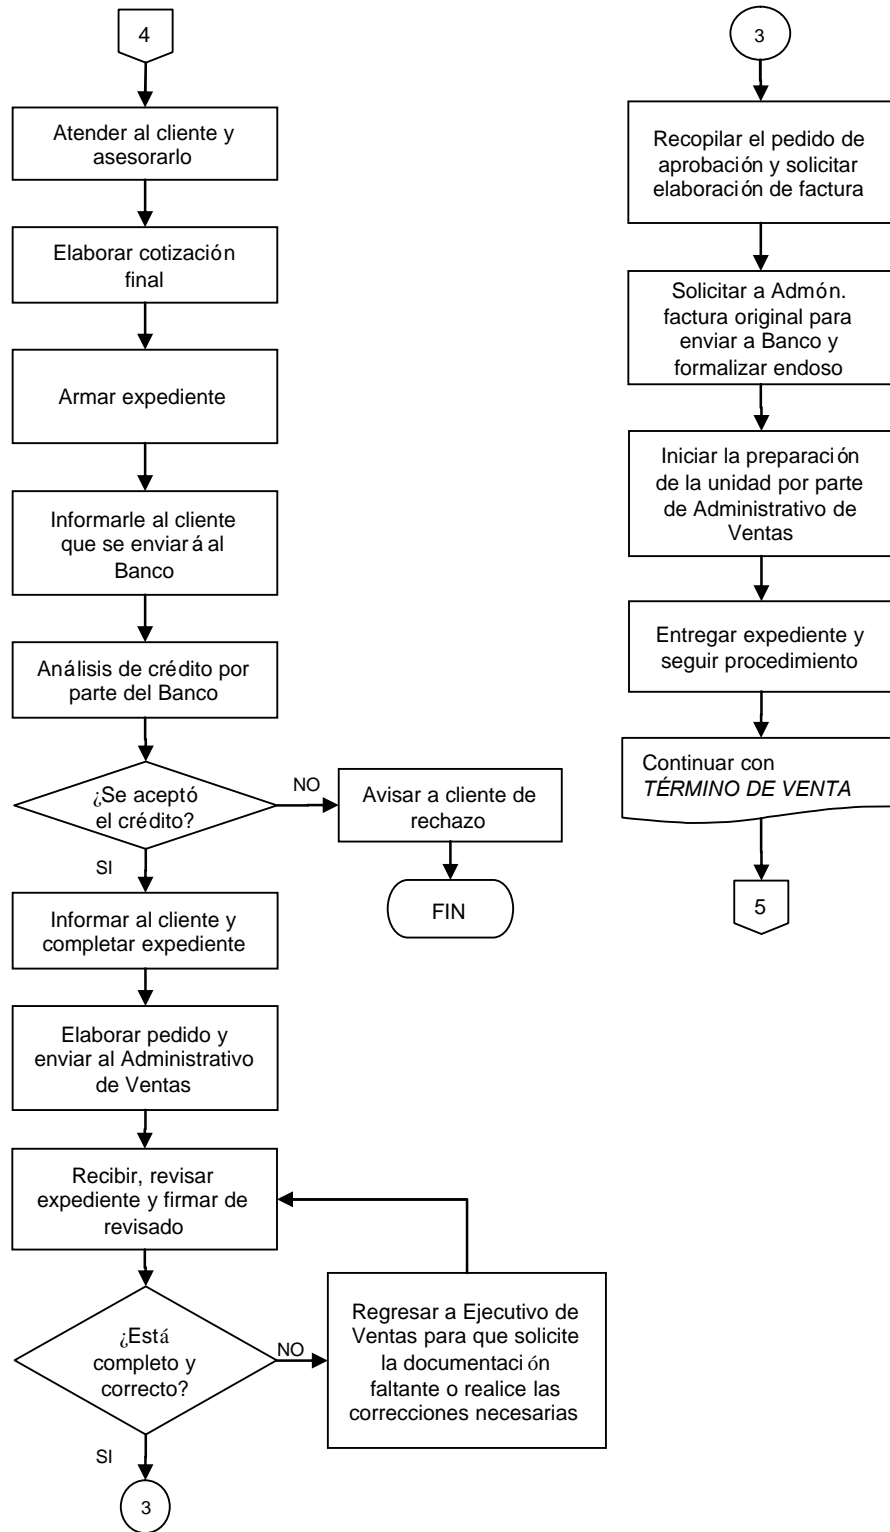 4
Atender al cliente y
asesorarlo
Elaborar cotización
final
Armar expediente
Informarle al cliente
que se enviará al
Banco
Análisis de crédito por
parte del Banco
¿Se aceptó
el crédito?
NO
Avisar a cliente de
rechazo
FIN
SI
Informar al cliente y
completar expediente
Elaborar pedido y
enviar al Administrativo
de Ventas
Recibir, revisar
expediente y firmar de
revisado
¿Está
completo y
correcto?
NO
Regresar a Ejecutivo de
Ventas para que solicite
la documentación
faltante o realice las
correcciones necesarias
SI
3
3
Recopilar el pedido de
aprobación y solicitar
elaboración de factura
Solicitar a Admón.
factura original para
enviar a Banco y
formalizar endoso
Iniciar la preparación
de la unidad por parte
de Administrativo de
Ventas
Entregar expediente y
seguir procedimiento
Continuar con
TÉRMINO DE VENTA
5